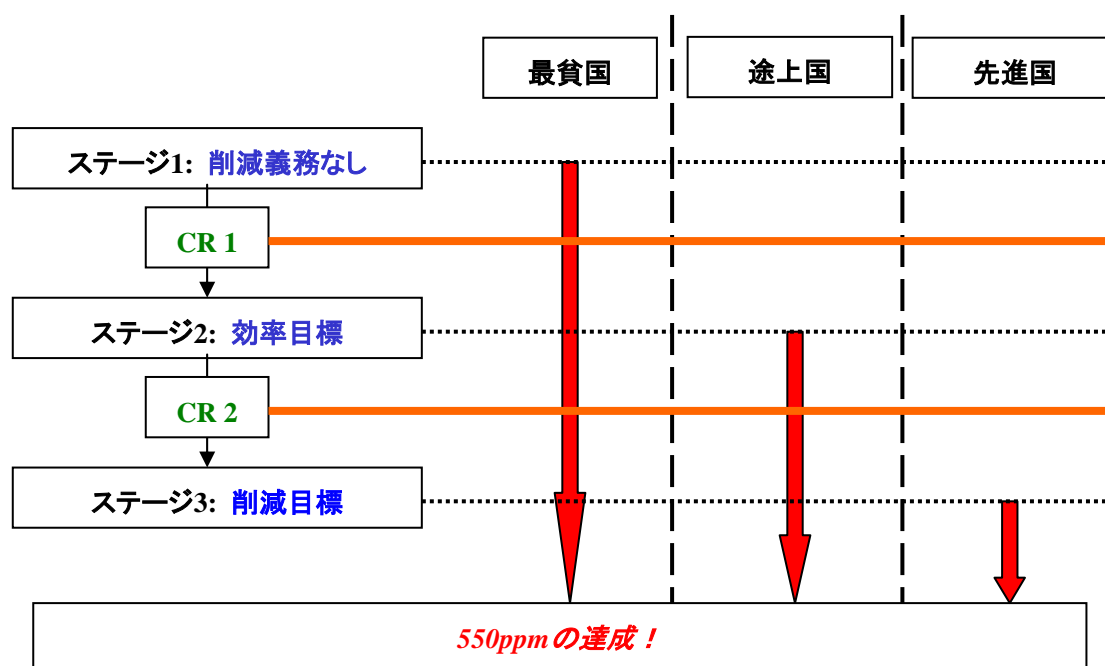 最貧国
途上国
先進国
ステージ1: 削減義務なし
CR 1
ステージ2: 効率目標
CR 2
ステージ3: 削減目標
550ppmの達成！